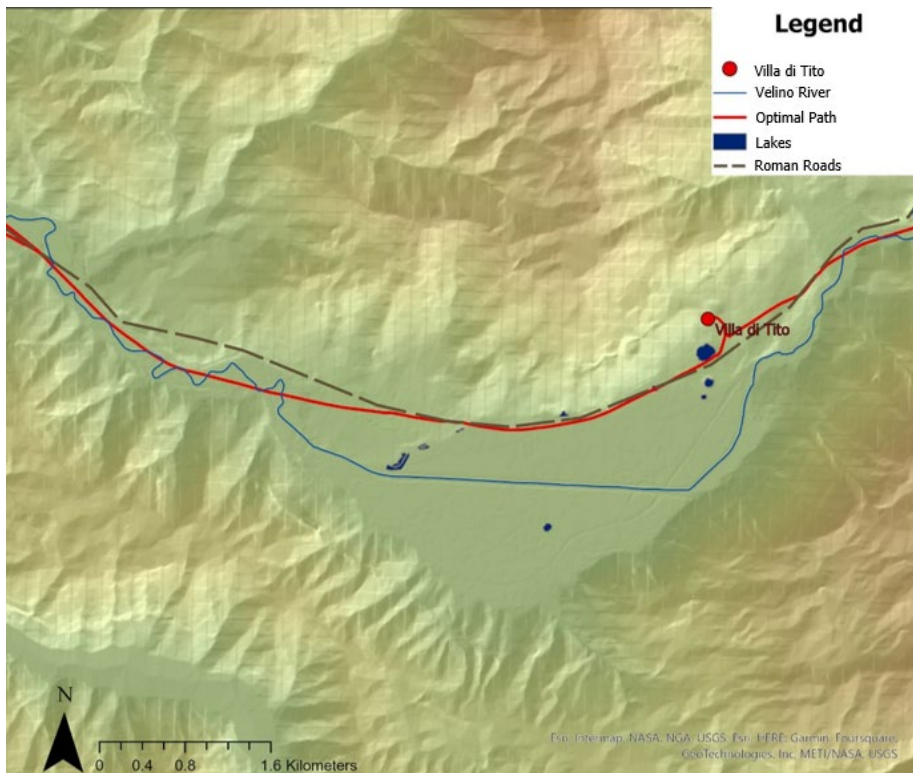 Legend
Villa di Tito
Velino River
Optimal Path
Lakes
Roman Roads
Villa di Tito
N
0 0.4 0.8 1.6 Kilometers
Esri, Intermap, NASA, NGA, USGS, Esri, HERE, Garmin, Foursquare,
GeoTechnologies, Inc, METI/NASA, USGS